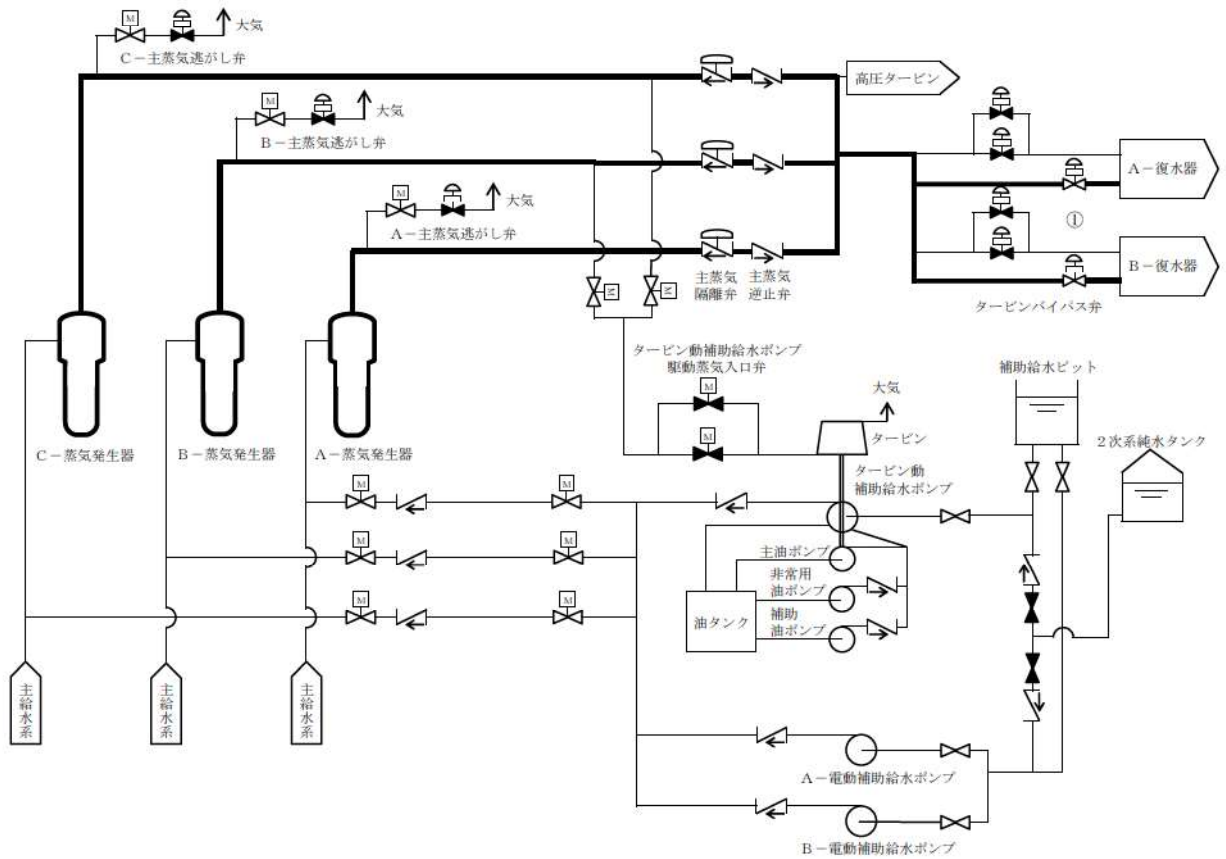 M
大気
C－主蒸気逃がし弁
高圧タービン
M
大気
B－主蒸気逃がし弁
A－復水器
M
大気
A－主蒸気逃がし弁
①
主蒸気
隔離弁
主蒸気
逆止弁
B－復水器
M
M
タービンバイパス弁
タービン動補助給水ポンプ
駆動蒸気入口弁
補助給水ピット
M
大気
タービン
M
2次系純水タンク
C－蒸気発生器
B－蒸気発生器
A－蒸気発生器
タービン動
補助給水ポンプ
M
M
主油ポンプ
M
M
非常用
油ポンプ
M
M
補助
油ポンプ
油タンク
主給水系
主給水系
主給水系
A－電動補助給水ポンプ
B－電動補助給水ポンプ